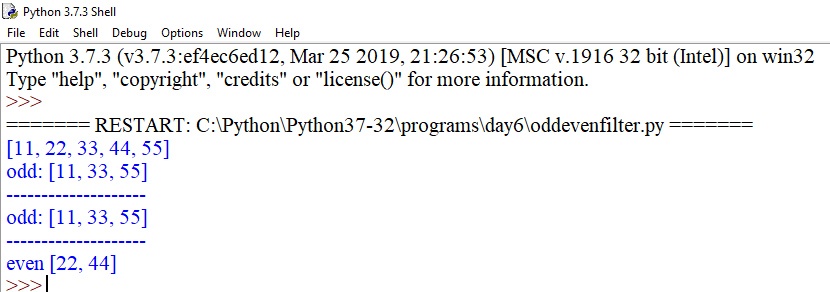 Python 3.7.3 Shell
File Edit Shell Debug Options Window Help
Python 3.7.3 (v3.7.3:ef4ec6ed12, Mar 25 2019, 21:26:53) [MSC v.1916 32 bit (Intel)] on win32
Type "help", "copyright", "credits" or "license()" for more information.
>>>
======= RESTART: C:\Python\Python37-32\programs\day6\oddevenfilter.py =======
[11, 22, 33, 44, 55]
odd: [11, 33, 55]
--------------------
odd: [11, 33, 55]
--------------------
even [22, 44]
>>>